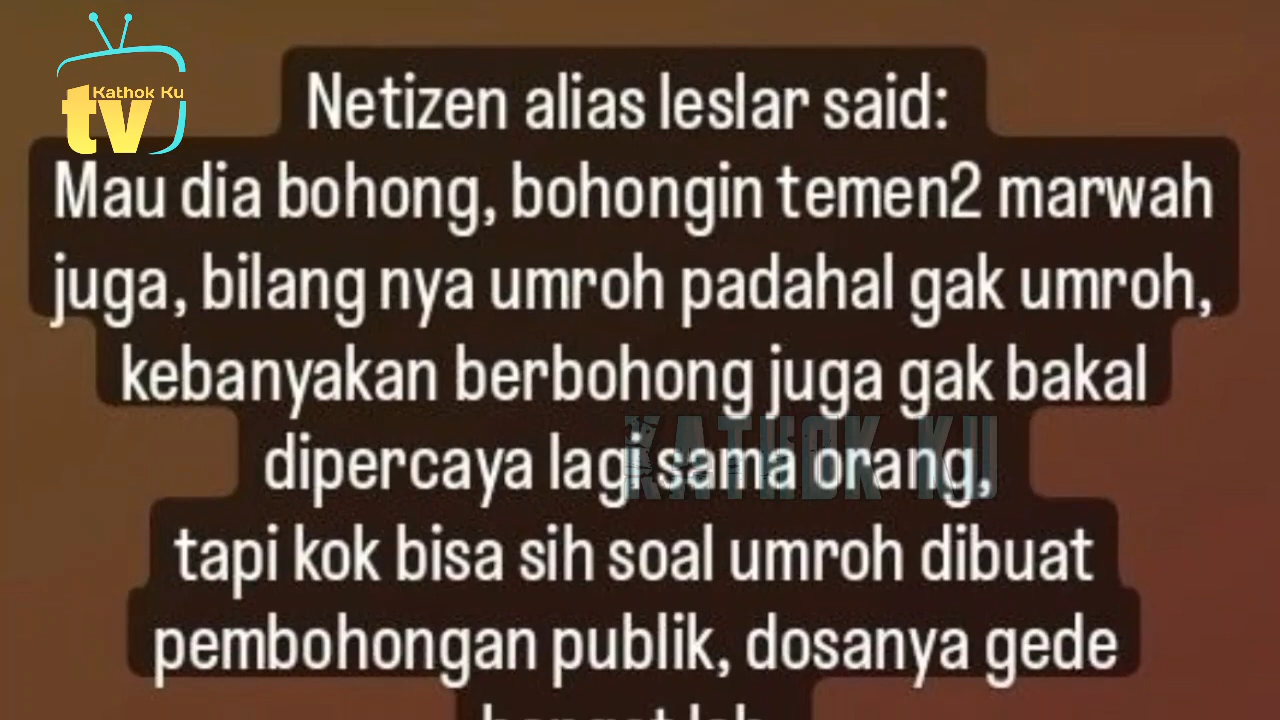 Kathok Ku
tv
Netizen alias leslar said:
Mau dia bohong, bohongin temen2 marwah
juga, bilang nya umroh padahal gak umroh,
kebanyakan berbohong juga gak bakal
dipercaya lagi sama orang,
KATHOK KU
tapi kok bisa sih soal umroh dibuat
pembohongan publik, dosanya gede